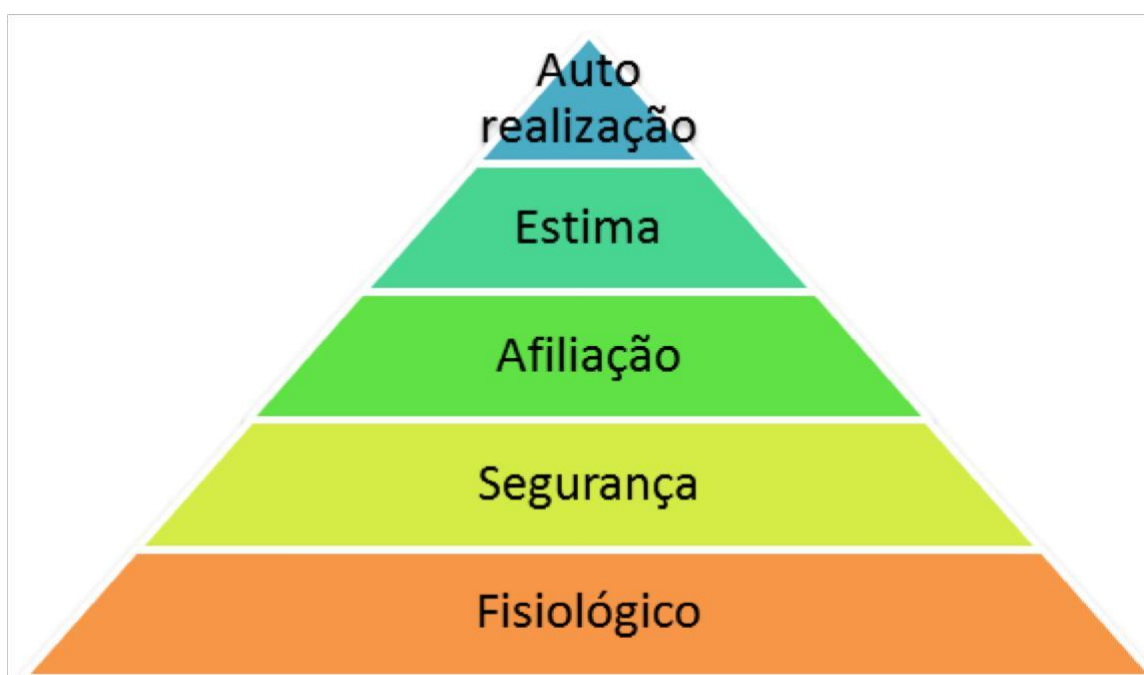 Auto
realização
Estima
Afiliação
Segurança
Fisiológico